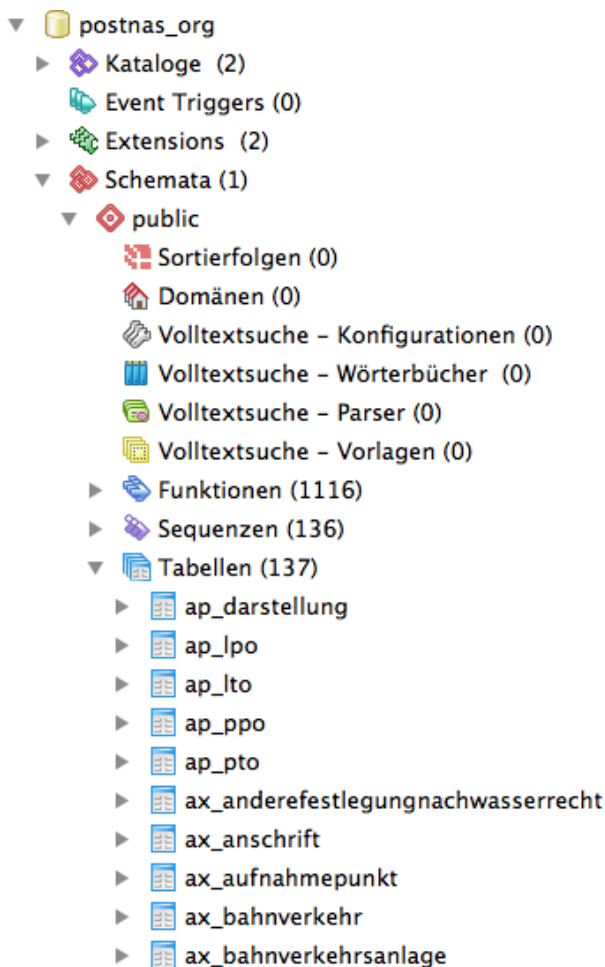 postnas_org
Kataloge (2)
Event Triggers (0)
Extensions (2)
Schemata (1)
public
Sortierfolgen (0)
Domänen (0)
Volltextsuche – Konfigurationen (0)
Volltextsuche – Wörterbücher (0)
Volltextsuche – Parser (0)
Volltextsuche – Vorlagen (0)
Funktionen (1116)
Sequenzen (136)
Tabellen (137)
ap_darstellung
ap_lpo
ap_lto
ap_ppo
ap_pto
ax_anderefestlegungnachwasserrecht
ax_anschrift
ax_aufnahmepunkt
ax_bahnverkehr
ax_bahnverkehrsanlage